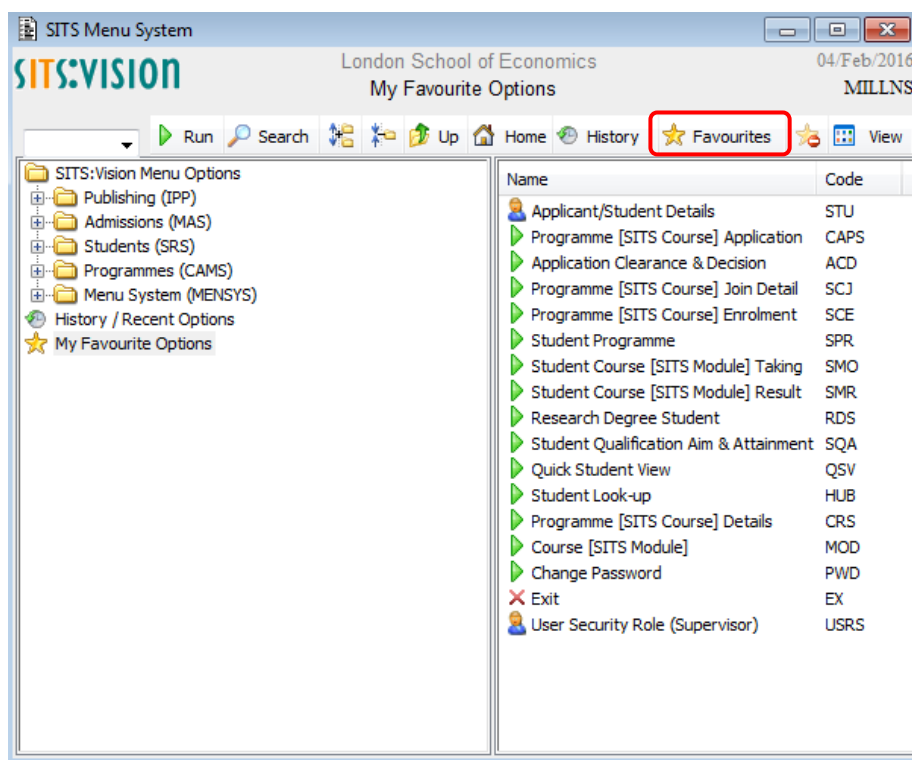 SITS Menu System
SITS:VISION
London School of Economics
04/Feb/2016
My Favourite Options
MILLNS
Run Search Up Home History Favourites View
SITS:Vision Menu Options
Publishing (IPP)
Admissions (MAS)
Students (SRS)
Programmes (CAMS)
Menu System (MENSYS)
History / Recent Options
My Favourite Options
Name Code
Applicant/Student Details STU
Programme [SITS Course] Application CAPS
Application Clearance & Decision ACD
Programme [SITS Course] Join Detail SCJ
Programme [SITS Course] Enrolment SCE
Student Programme SPR
Student Course [SITS Module] Taking SMO
Student Course [SITS Module] Result SMR
Research Degree Student RDS
Student Qualification Aim & Attainment SQA
Quick Student View QSV
Student Look-up HUB
Programme [SITS Course] Details CRS
Course [SITS Module] MOD
Change Password PWD
Exit EX
User Security Role (Supervisor) USRS